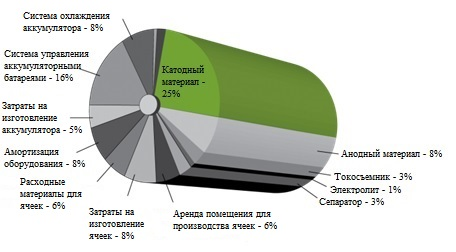 Система охлаждения
аккумулятора - 8%
Система управления
аккумуляторными
батареями - 16%
Затраты на
изготовление
аккумулятора - 5%
Амортизация
оборудования - 8%
Расходные
материалы для
ячеек - 6%
Затраты на
изготовление
ячеек - 8%
Аренда помещения для
производства ячеек - 6%
Катодный
материал -
25%
Анодный материал - 8%
Токосъемник - 3%
Электролит - 1%
Сепаратор - 3%